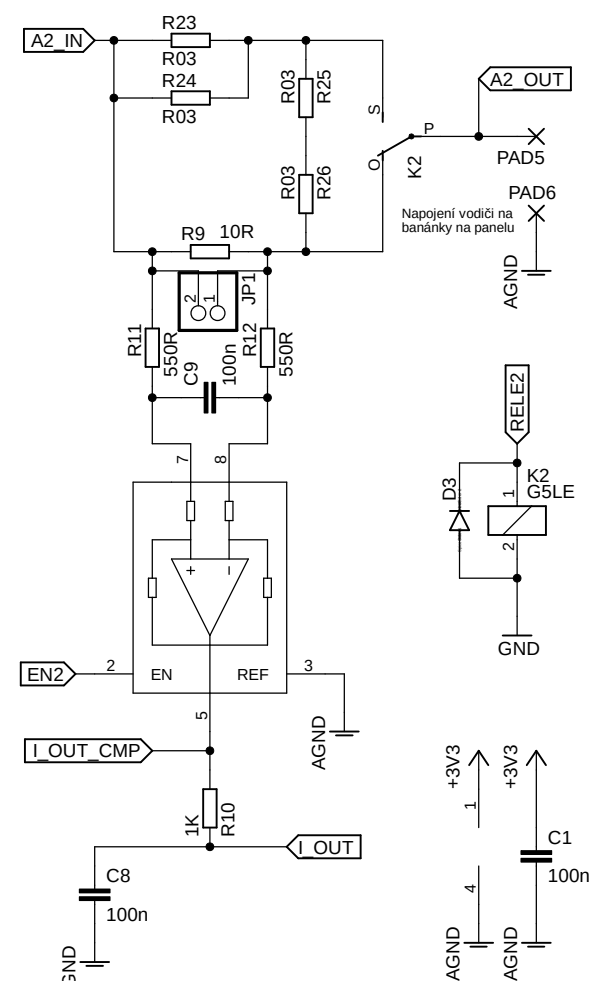 R23
A2_IN
R03
R24
R03
R03
R25
A2_OUT
S
P
O
K2
PAD5
R03
R26
PAD6
Napojení vodiči na
banánky na panelu
AGND
R9
10R
2
1
JP1
R11
550R
R12
550R
C9
100n
RELE2
7
8
D3
1
K2
G5LE
2
GND
+
–
EN2
2
EN
REF
3
5
AGND
I_OUT_CMP
1K
R10
I_OUT
C8
100n
GND
+3V3
+3V3
1
C1
100n
4
AGND
AGND